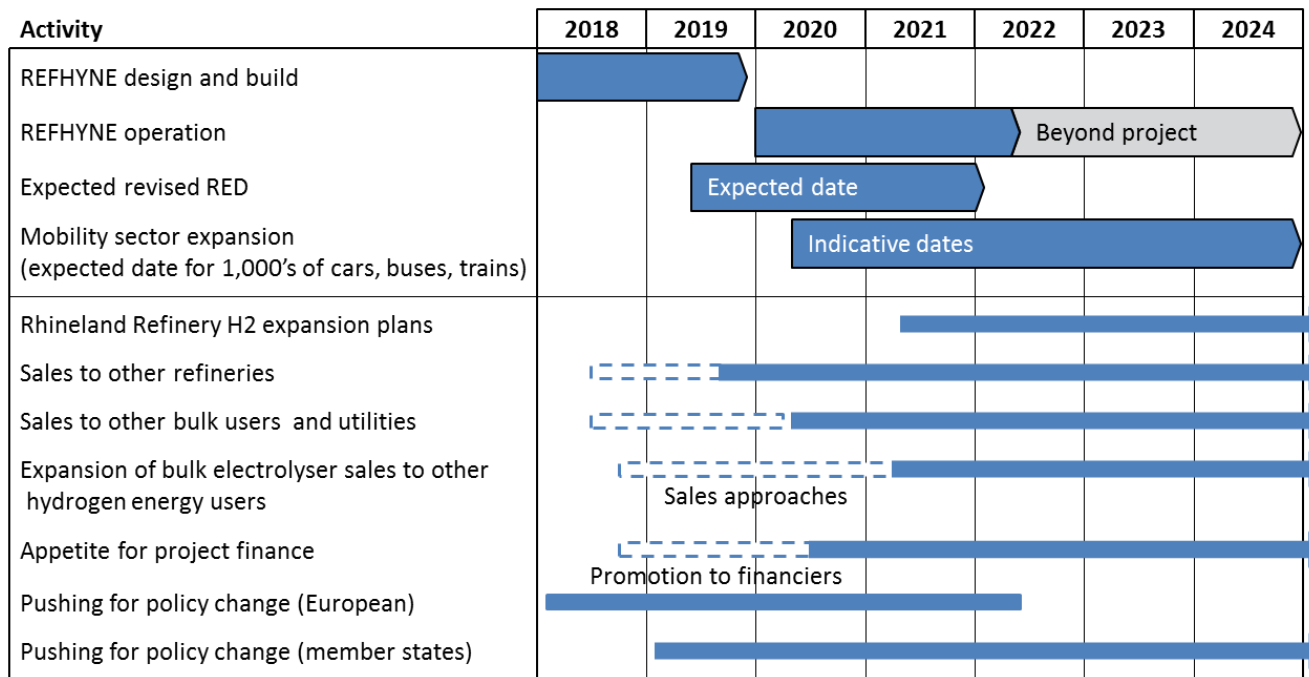 Activity 2018 2019 2020 2021 2022 2023 2024
REFHYNE design and build
REFHYNE operation Beyond project
Expected revised RED Expected date
Mobility sector expansion
(expected date for 1,000’s of cars, buses, trains) Indicative dates
Rhineland Refinery H2 expansion plans
Sales to other refineries
Sales to other bulk users and utilities
Expansion of bulk electrolyser sales to other
hydrogen energy users
Sales approaches
Appetite for project finance
Promotion to financiers
Pushing for policy change (European)
Pushing for policy change (member states)